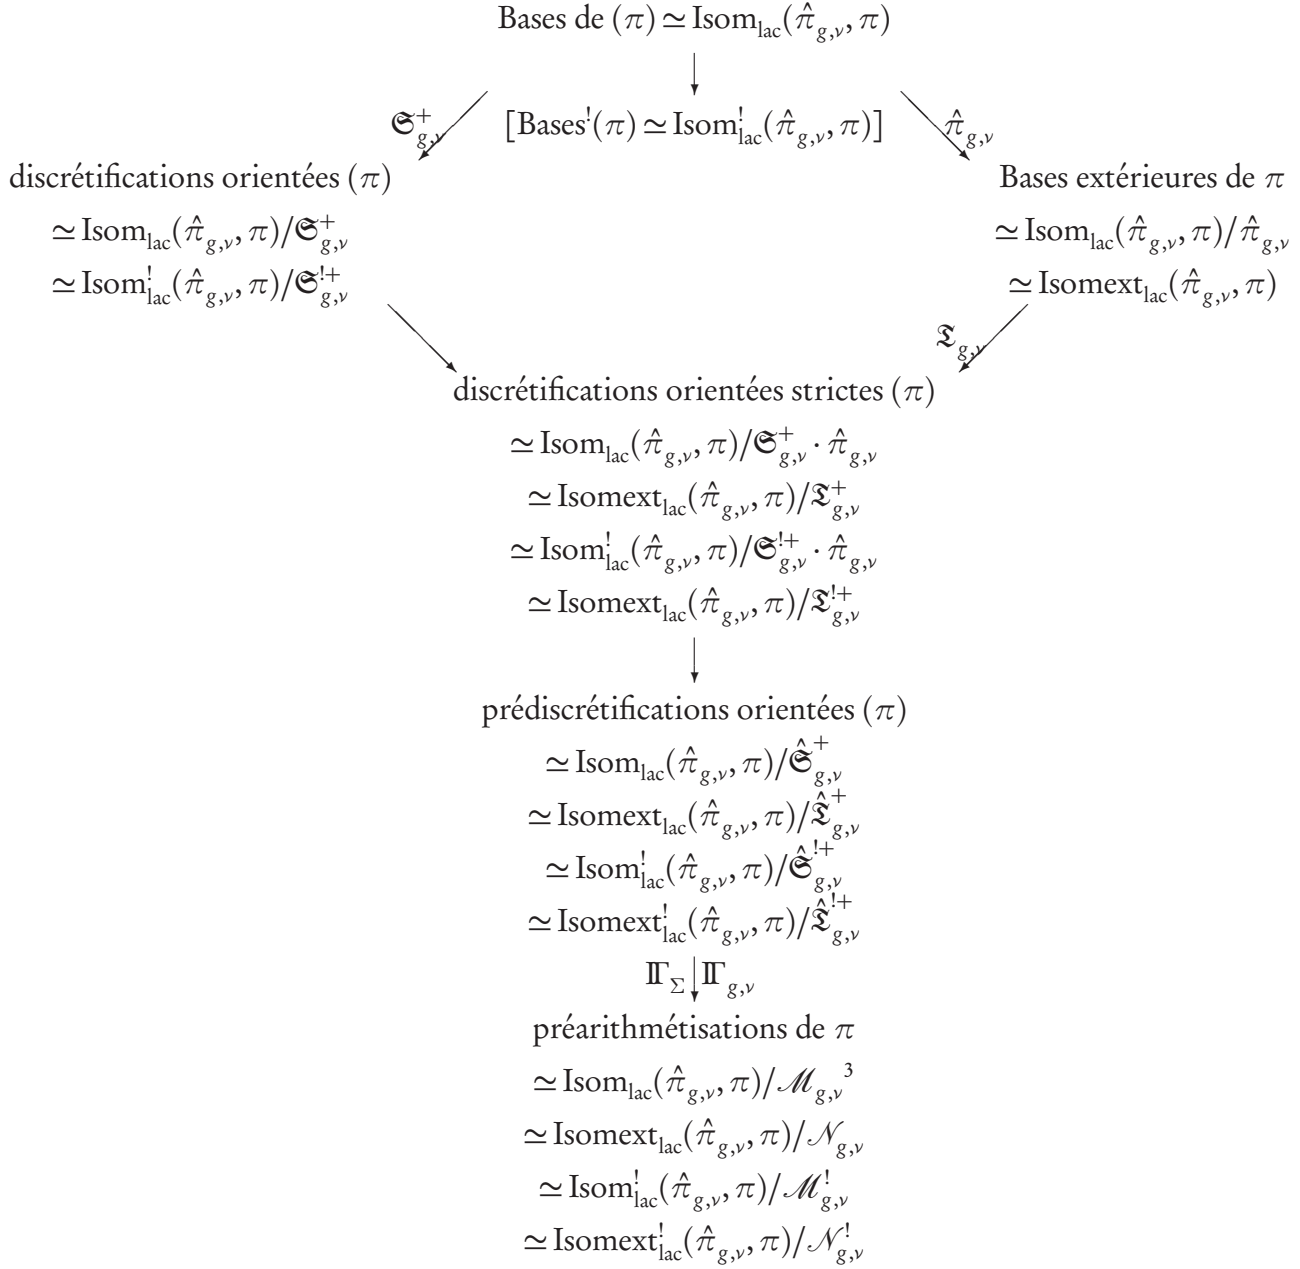 Bases de (π) ≃ Isom_lac(π̂_{g,ν}, π)
𝔖^+_{g,ν}
[Bases^!(π) ≃ Isom^!_lac(π̂_{g,ν}, π)]
π̂_{g,ν}
discrétifications orientées (π)
≃ Isom_lac(π̂_{g,ν}, π)/𝔖^+_{g,ν}
≃ Isom^!_lac(π̂_{g,ν}, π)/𝔖^{!+}_{g,ν}
Bases extérieures de π
≃ Isom_lac(π̂_{g,ν}, π)/π̂_{g,ν}
≃ Isomext_lac(π̂_{g,ν}, π)
𝔗_{g,ν}
discrétifications orientées strictes (π)
≃ Isom_lac(π̂_{g,ν}, π)/𝔖^+_{g,ν} · π̂_{g,ν}
≃ Isomext_lac(π̂_{g,ν}, π)/𝔗^+_{g,ν}
≃ Isom^!_lac(π̂_{g,ν}, π)/𝔖^{!+}_{g,ν} · π̂_{g,ν}
≃ Isomext_lac(π̂_{g,ν}, π)/𝔗^{!+}_{g,ν}
prédiscrétifications orientées (π)
≃ Isom_lac(π̂_{g,ν}, π)/𝔖̂^+_{g,ν}
≃ Isomext_lac(π̂_{g,ν}, π)/𝔗̂^+_{g,ν}
≃ Isom^!_lac(π̂_{g,ν}, π)/𝔖̂^{!+}_{g,ν}
≃ Isomext^!_lac(π̂_{g,ν}, π)/𝔗̂^{!+}_{g,ν}
𝕀Γ_Σ 𝕀Γ_{g,ν}
préarithmétisations de π
≃ Isom_lac(π̂_{g,ν}, π)/ℳ_{g,ν}^3
≃ Isomext_lac(π̂_{g,ν}, π)/𝒩_{g,ν}
≃ Isom^!_lac(π̂_{g,ν}, π)/ℳ^!_{g,ν}
≃ Isomext^!_lac(π̂_{g,ν}, π)/𝒩^!_{g,ν}